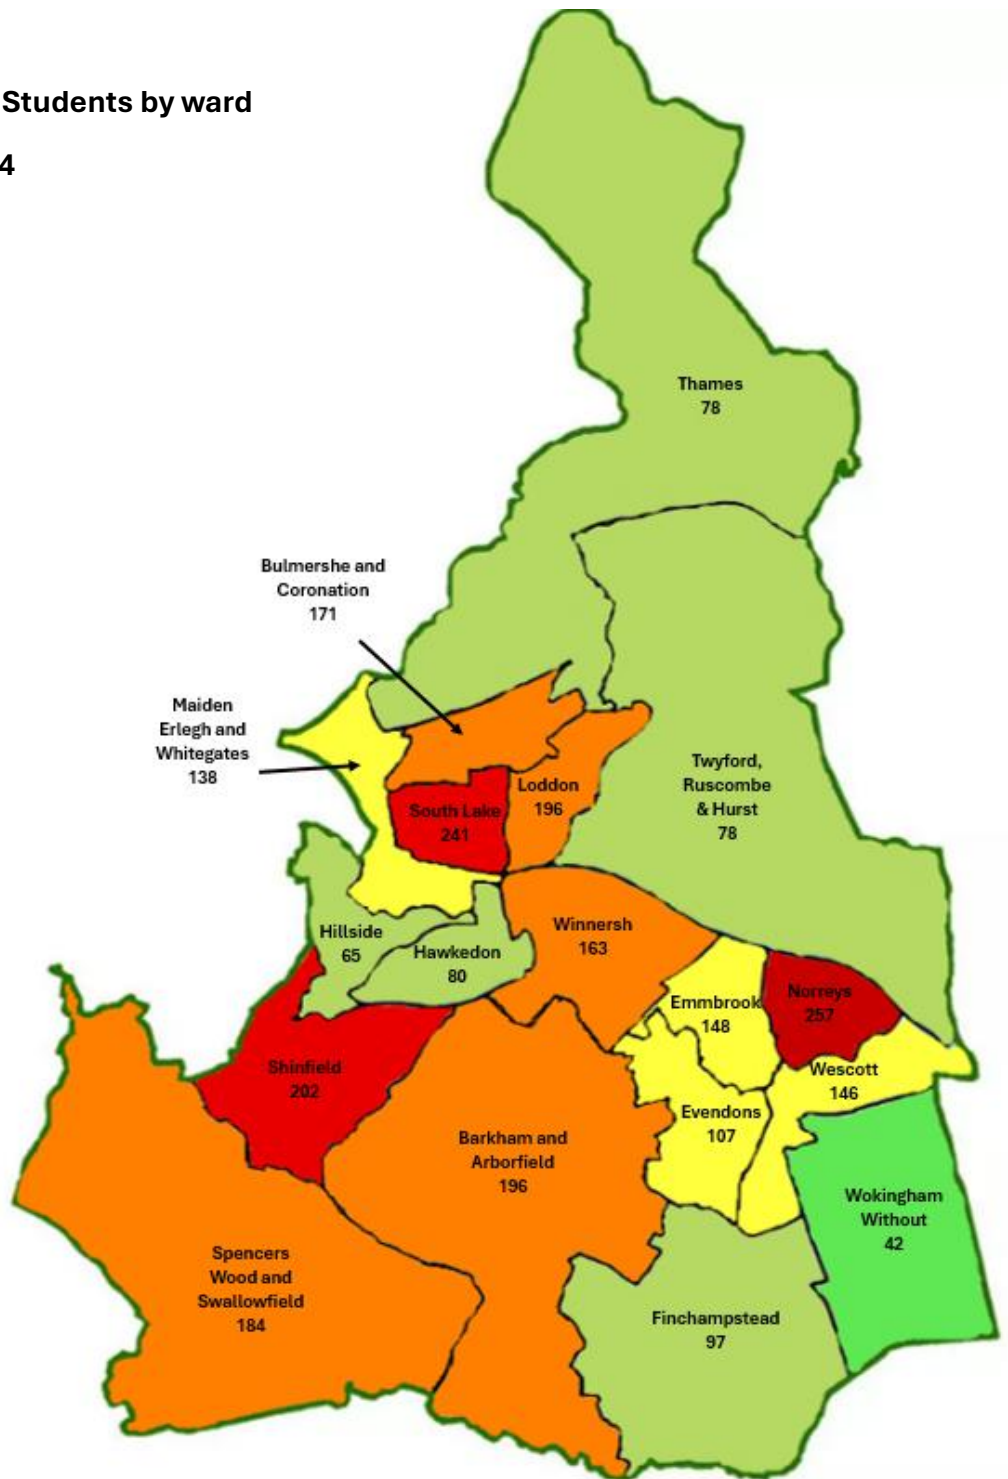 Students by ward
4
Thames
78
Bulmershe and
Coronation
171
Maiden
Erlegh and
Whitegates
138
Twyford,
Ruscombe
& Hurst
78
Loddon
196
South Lake
241
Winnersh
163
Hillside
65
Hawkedon
80
Emmbrook
148
Norreys
257
Shinfield
202
Wescott
146
Evendons
107
Barkham and
Arborfield
196
Wokingham
Without
42
Spencers
Wood and
Swallowfield
184
Finchampstead
97